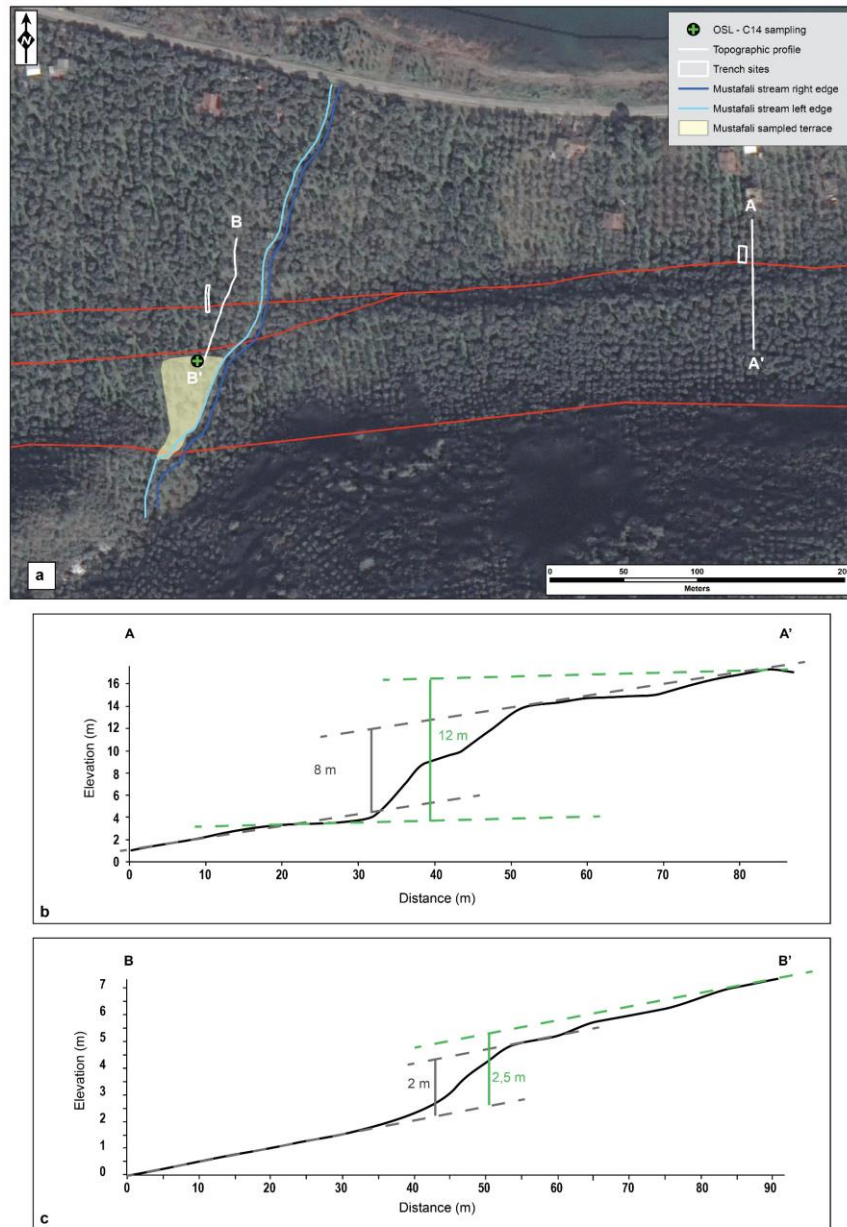 N
OSL - C14 sampling
Topographic profile
Trench sites
Mustafali stream right edge
Mustafali stream left edge
Mustafali sampled terrace
B
A
B'
A'
a
0 50 100 20
Meters
A A'
16
14
12
10
8
6
4
2
0
12 m
8 m
Elevation (m)
0 10 20 30 40 50 60 70 80
Distance (m)
b
B B'
7
6
5
4
3
2
1
0
2 m
2,5 m
Elevation (m)
0 10 20 30 40 50 60 70 80 90
Distance (m)
c